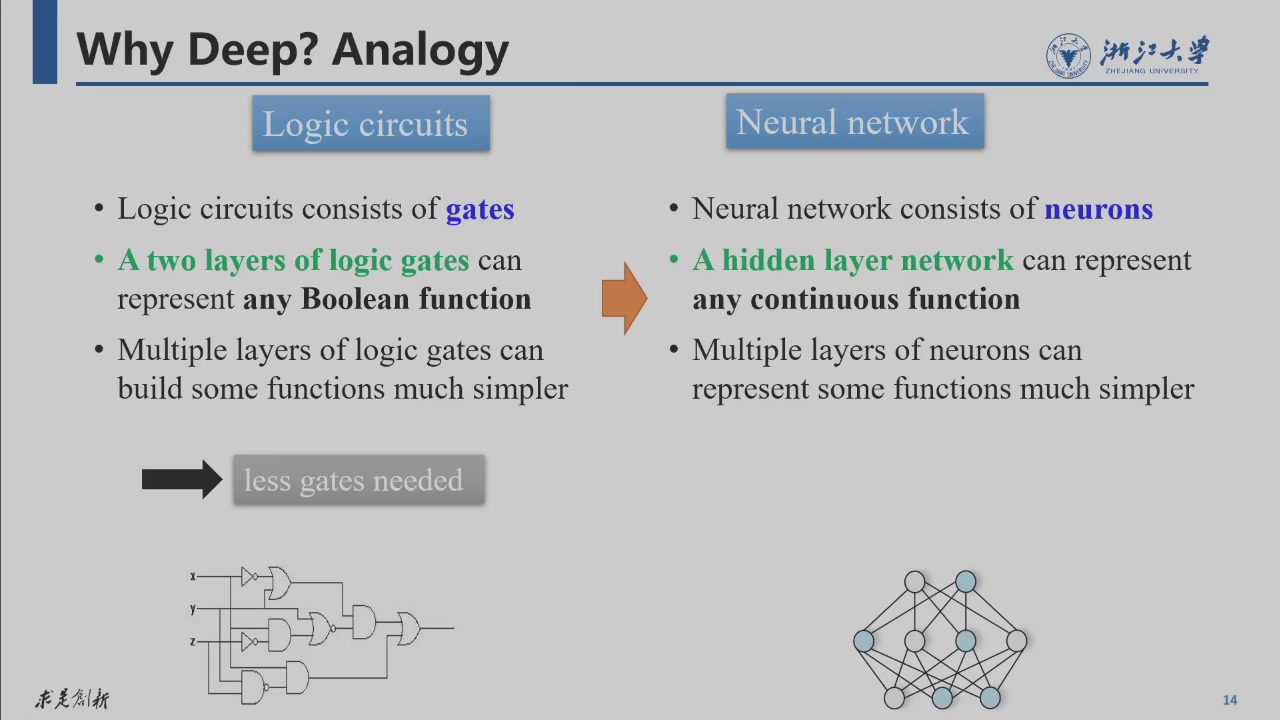 Why Deep? Analogy
浙江大学
ZHEJIANG UNIVERSITY
Logic circuits
• Logic circuits consists of gates
• A two layers of logic gates can
represent any Boolean function
• Multiple layers of logic gates can
build some functions much simpler
less gates needed
x
y
z
Neural network
• Neural network consists of neurons
• A hidden layer network can represent
any continuous function
• Multiple layers of neurons can
represent some functions much simpler
求是创新
14